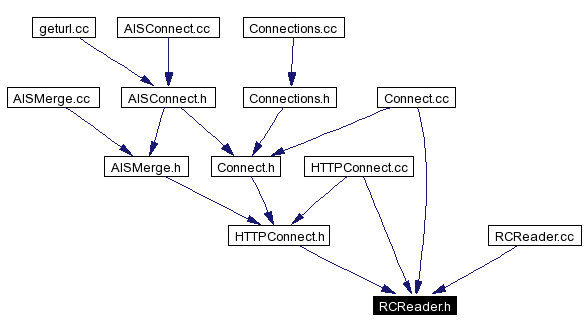 geturl.cc
AISConnect.cc
Connections.cc
AISMerge.cc
AISConnect.h
Connections.h
Connect.cc
AISMerge.h
Connect.h
HTTPConnect.cc
HTTPConnect.h
RCReader.cc
RCReader.h